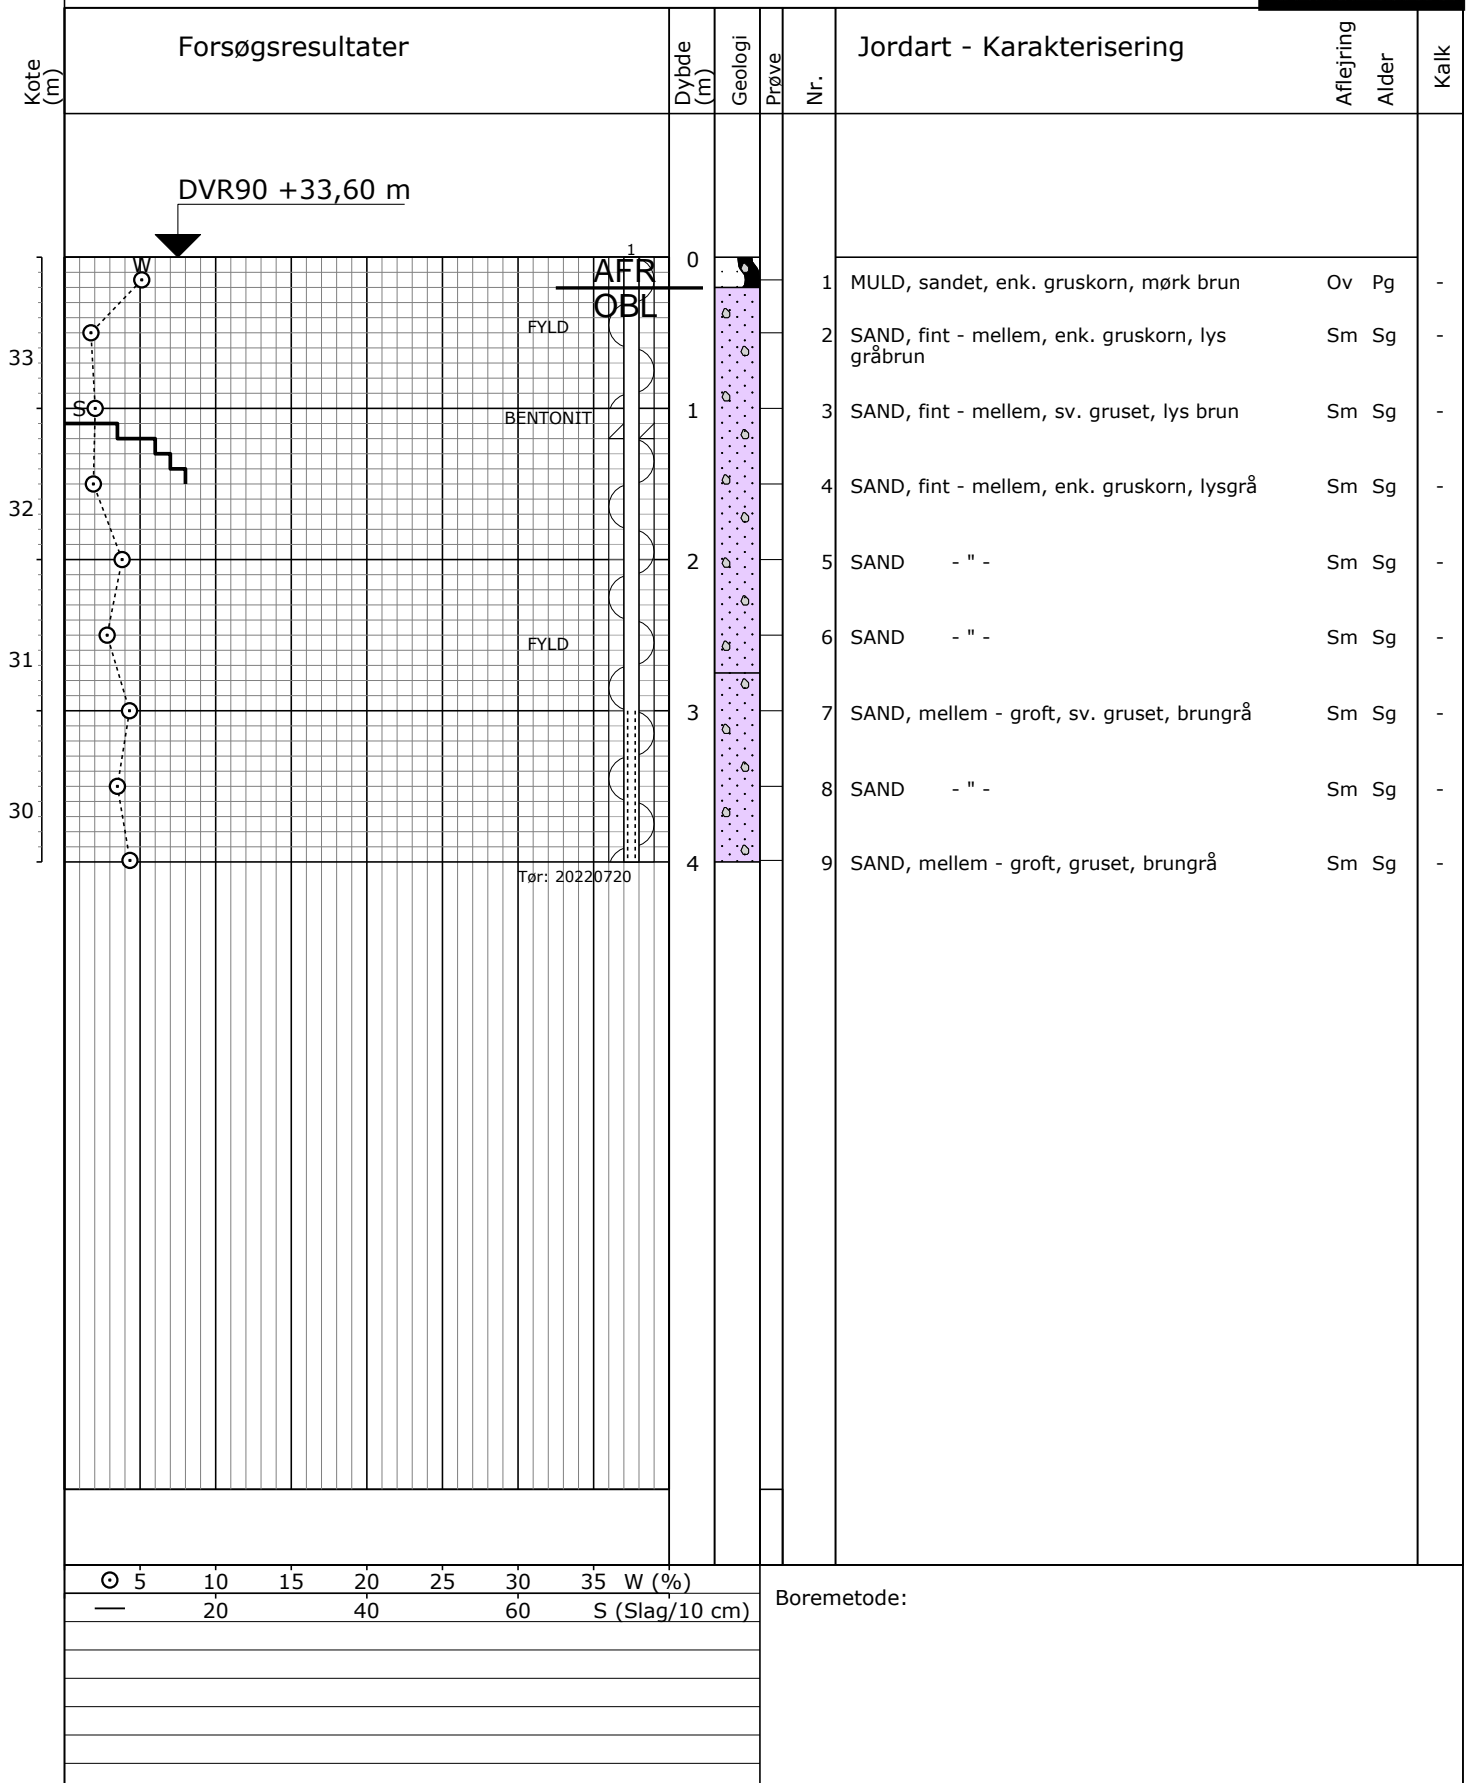 Forsøgsresultater
Kote
(m)
Dybde
(m)
Geologi
Prøve
Nr.
Jordart - Karakterisering
Aflejring
Alder
Kalk
DVR90 +33,60 m
1
W
AFR
OBL
0
1 MULD, sandet, enk. gruskorn, mørk brun Ov Pg -
FYLD
2 SAND, fint - mellem, enk. gruskorn, lys Sm Sg -
gråbrun
33
S
BENTONIT
1
3 SAND, fint - mellem, sv. gruset, lys brun Sm Sg -
4 SAND, fint - mellem, enk. gruskorn, lysgrå Sm Sg -
32
2
5 SAND - " - Sm Sg -
FYLD
6 SAND - " - Sm Sg -
31
3
7 SAND, mellem - groft, sv. gruset, brungrå Sm Sg -
8 SAND - " - Sm Sg -
30
4
9 SAND, mellem - groft, gruset, brungrå Sm Sg -
Tør: 20220720
5 10 15 20 25 30 35 W (%)
20 40 60 S (Slag/10 cm)
Boremetode: